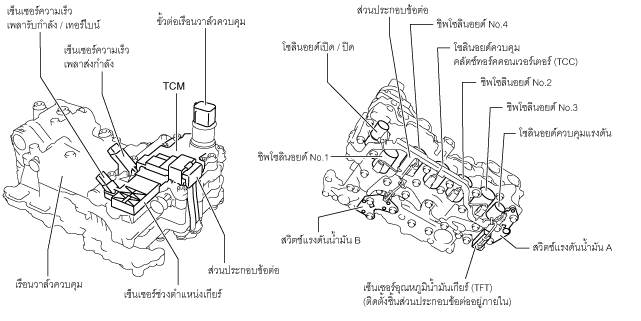 เซ็นเซอร์ความเร็ว
เพลารับกำลัง / เทอร์ไบน์
เซ็นเซอร์ความเร็ว
เพลาส่งกำลัง
ขั้วต่อเรือนวาล์วควบคุม
TCM
ส่วนประกอบข้อต่อ
เซ็นเซอร์ช่วงตำแหน่งเกียร์
เรือนวาล์วควบคุม
ส่วนประกอบข้อต่อ
ชิพโซลินอยด์ No.4
โซลินอยด์เปิด / ปิด
โซลินอยด์ควบคุม
คลัตช์ทอร์คคอนเวอร์เตอร์ (TCC)
ชิพโซลินอยด์ No.2
ชิพโซลินอยด์ No.3
โซลินอยด์ควบคุมแรงดัน
ชิพโซลินอยด์ No.1
สวิตช์แรงดันน้ำมัน B
สวิตช์แรงดันน้ำมัน A
เซ็นเซอร์อุณหภูมิน้ำมันเกียร์ (TFT)
(ติดตั้งชิ้นส่วนประกอบข้อต่ออยู่ภายใน)